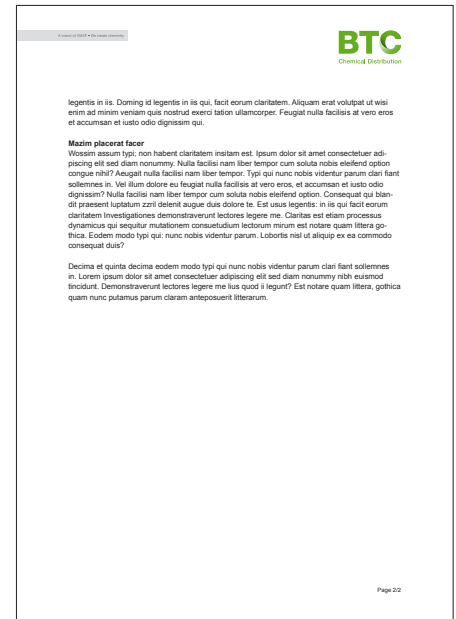 A brand of BASF – We create chemistry
BTC
Chemical Distribution
legentis in iis. Doming id legentis in iis qui, facit eorum claritatem. Aliquam erat volutpat ut wisi
enim ad minim veniam quis nostrud exerci tation ullamcorper. Feugiat nulla facilisis at vero eros
et accumsan et iusto odio dignissim qui.
Mazim placerat facer
Wossim assum typi; non habent claritatem insitam est. Ipsum dolor sit amet consectetuer adi-
piscing elit sed diam nonummy. Nulla facilisi nam liber tempor cum soluta nobis eleifend option
congue nihil? Aeugait nulla facilisi nam liber tempor. Typi qui nunc nobis videntur parum clari fiant
sollemnes in. Vel illum dolore eu feugiat nulla facilisis at vero eros, et accumsan et iusto odio
dignissim? Nulla facilisi nam liber tempor cum soluta nobis eleifend option. Consequat qui blan-
dit praesent luptatum zzril delenit augue duis dolore te. Est usus legentis: in iis qui facit eorum
claritatem Investigationes demonstraverunt lectores legere me. Claritas est etiam processus
dynamicus qui sequitur mutationem consuetudium lectorum mirum est notare quam littera go-
thica. Eodem modo typi qui: nunc nobis videntur parum. Lobortis nisl ut aliquip ex ea commodo
consequat duis?
Decima et quinta decima eodem modo typi qui nunc nobis videntur parum clari fiant sollemnes
in. Lorem ipsum dolor sit amet consectetuer adipiscing elit sed diam nonummy nibh euismod
tincidunt. Demonstraverunt lectores legere me lius quod ii legunt? Est notare quam littera, gothica
quam nunc putamus parum claram anteposuerit litterarum.
Page 2/2